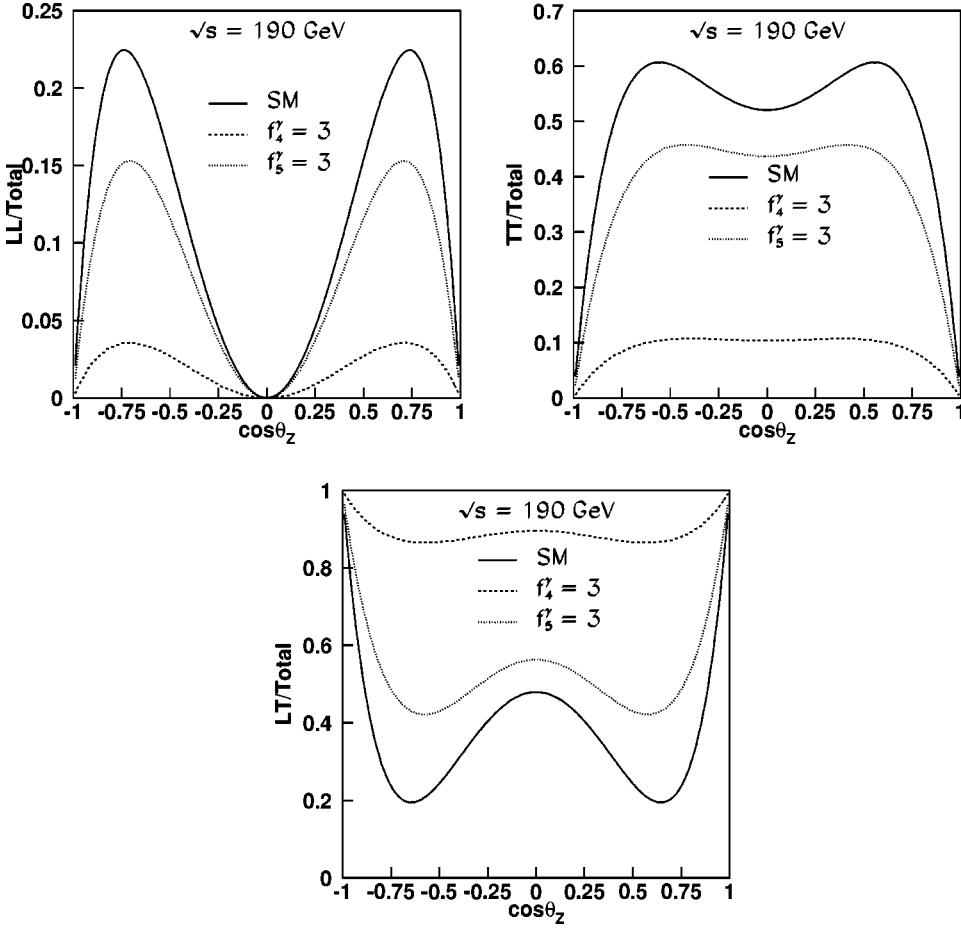 √s = 190 GeV
SM
f₄^γ = 3
f₅^γ = 3
LL/Total
0.25
0.2
0.15
0.1
0.05
0
-1 -0.75 -0.5 -0.25 0 0.25 0.5 0.75 1
cosθ_Z
√s = 190 GeV
SM
f₄^γ = 3
f₅^γ = 3
TT/Total
0.7
0.6
0.5
0.4
0.3
0.2
0.1
0
-1 -0.75 -0.5 -0.25 0 0.25 0.5 0.75 1
cosθ_Z
√s = 190 GeV
SM
f₄^γ = 3
f₅^γ = 3
LT/Total
1
0.8
0.6
0.4
0.2
0
-1 -0.75 -0.5 -0.25 0 0.25 0.5 0.75 1
cosθ_Z